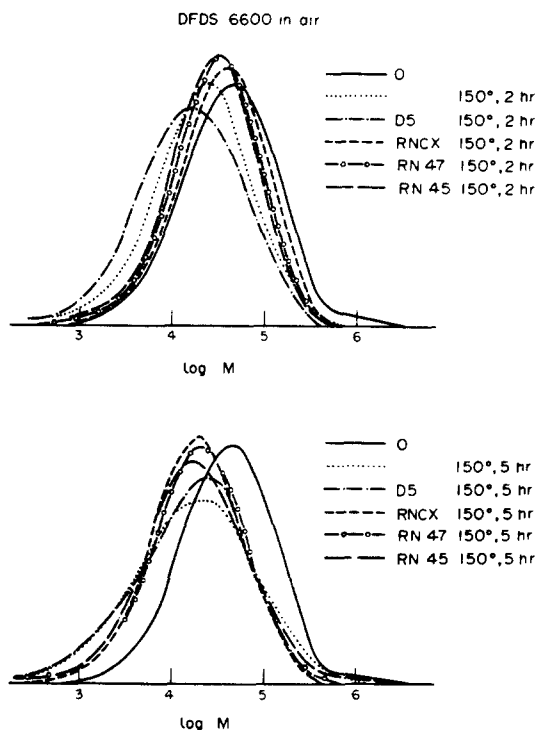 DFDS 6600 in air
O
150°, 2 hr
D5 150°, 2 hr
RNCX 150°, 2 hr
RN 47 150°, 2 hr
RN 45 150°, 2 hr
3 4 5 6
log M
O
150°, 5 hr
D5 150°, 5 hr
RNCX 150°, 5 hr
RN 47 150°, 5 hr
RN 45 150°, 5 hr
3 4 5 6
log M